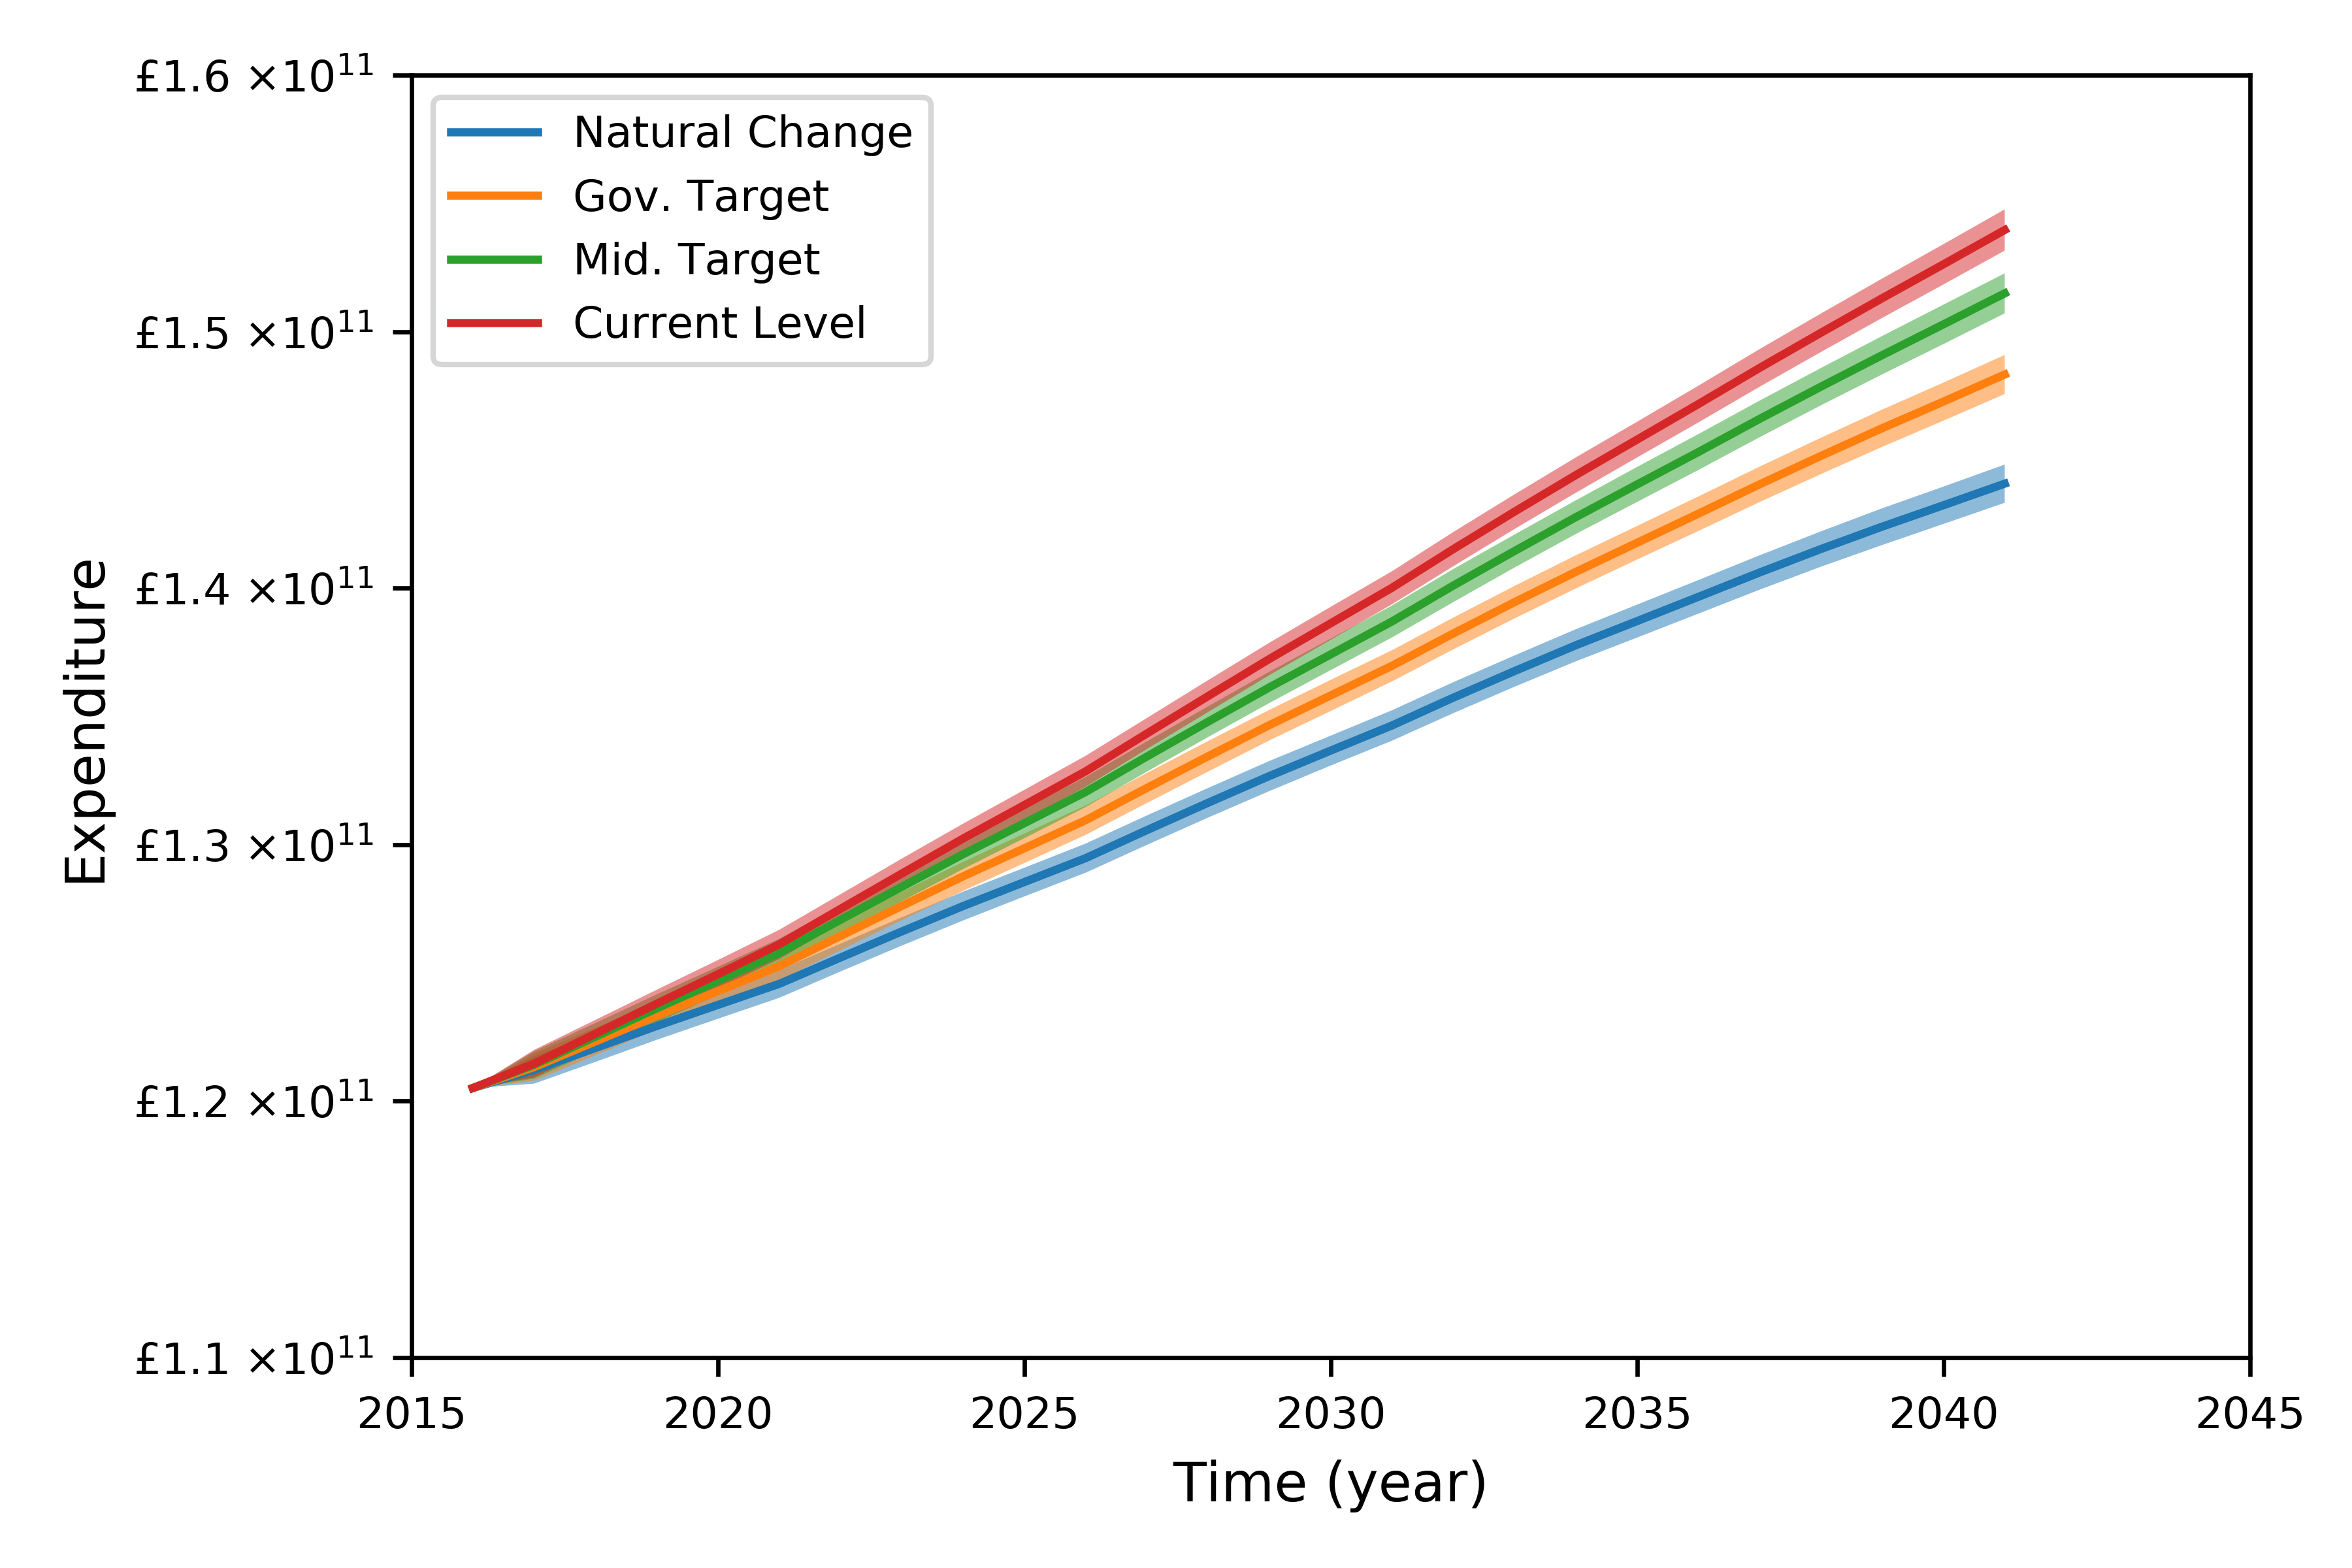 £1.6 ×10¹¹
Natural Change
Gov. Target
Mid. Target
Current Level
£1.5 ×10¹¹
£1.4 ×10¹¹
Expenditure
£1.3 ×10¹¹
£1.2 ×10¹¹
£1.1 ×10¹¹
2015 2020 2025 2030 2035 2040 2045
Time (year)